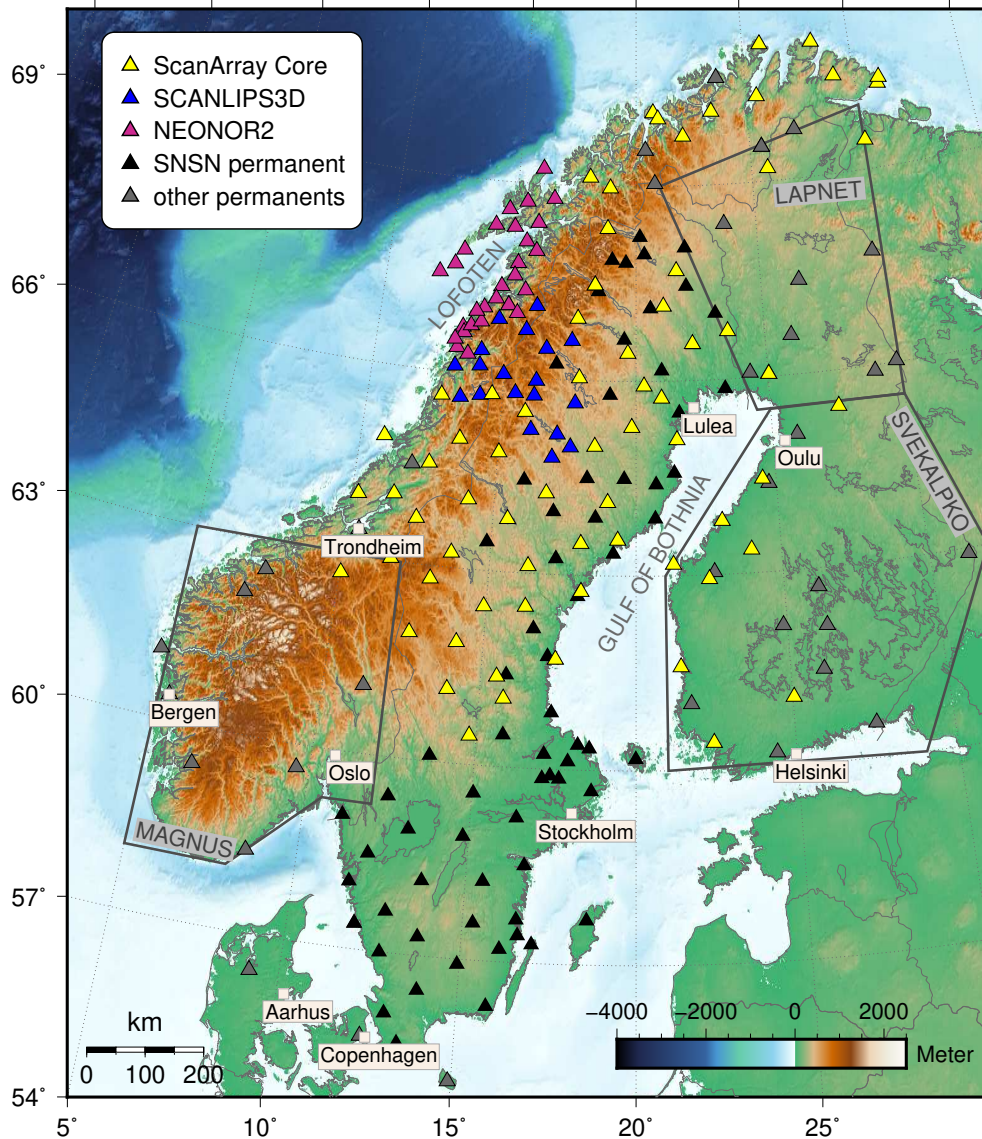 69°
66°
63°
60°
57°
54°
ScanArray Core
SCANLIPS3D
NEONOR2
SNSN permanent
other permanents
LAPNET
LOFOTEN
SVEKALPKO
Lulea
Oulu
GULF OF BOTHNIA
Trondheim
Bergen
Oslo
Helsinki
Stockholm
MAGNUS
Aarhus
Copenhagen
km
0 100 200
−4000 −2000 0 2000
Meter
5° 10° 15° 20° 25°